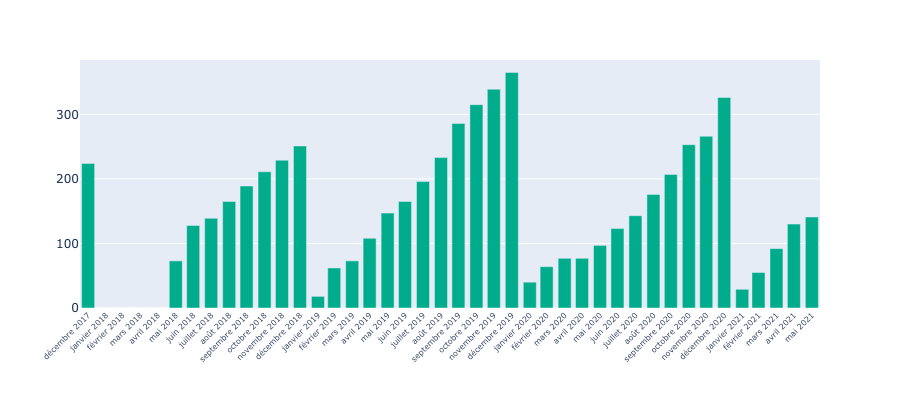 300
200
100
0
décembre 2017
janvier 2018
février 2018
mars 2018
avril 2018
mai 2018
juin 2018
juillet 2018
août 2018
septembre 2018
octobre 2018
novembre 2018
décembre 2018
janvier 2019
février 2019
mars 2019
avril 2019
mai 2019
juin 2019
juillet 2019
août 2019
septembre 2019
octobre 2019
novembre 2019
décembre 2019
janvier 2020
février 2020
mars 2020
avril 2020
mai 2020
juin 2020
juillet 2020
août 2020
septembre 2020
octobre 2020
novembre 2020
décembre 2020
janvier 2021
février 2021
mars 2021
avril 2021
mai 2021